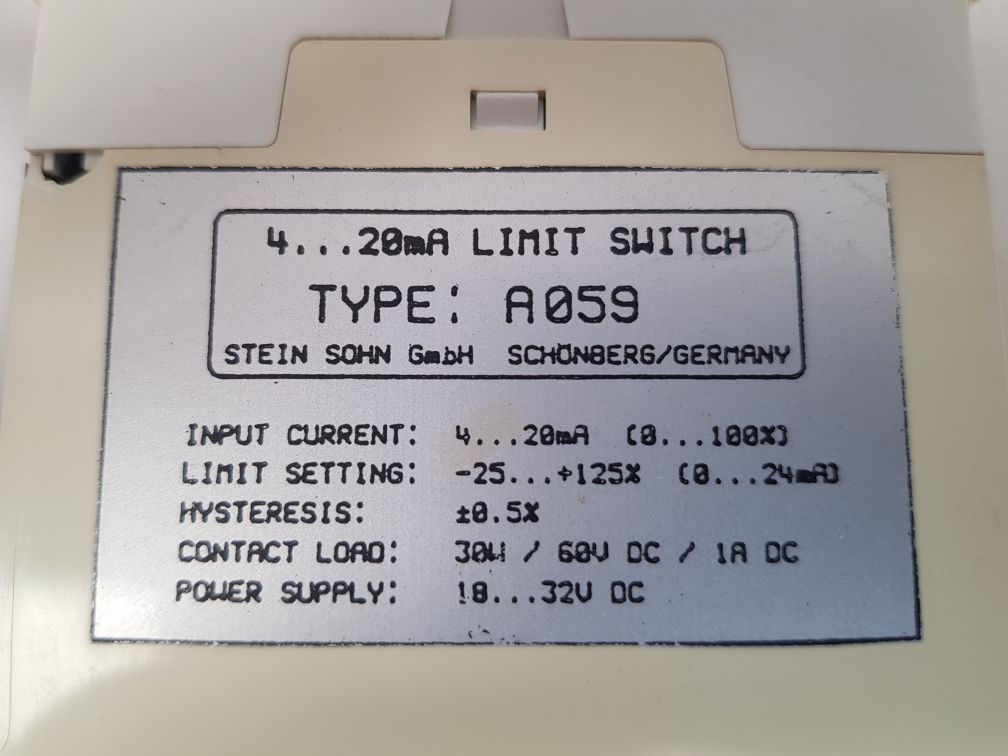 4...20mA LIMIT SWITCH
TYPE: A059
STEIN SOHN GmbH SCHÖNBERG/GERMANY
INPUT CURRENT: 4...20mA (0...100%)
LIMIT SETTING: -25...+125% (0...24mA)
HYSTERESIS: ±0.5%
CONTACT LOAD: 30W / 60V DC / 1A DC
POWER SUPPLY: 18...32V DC